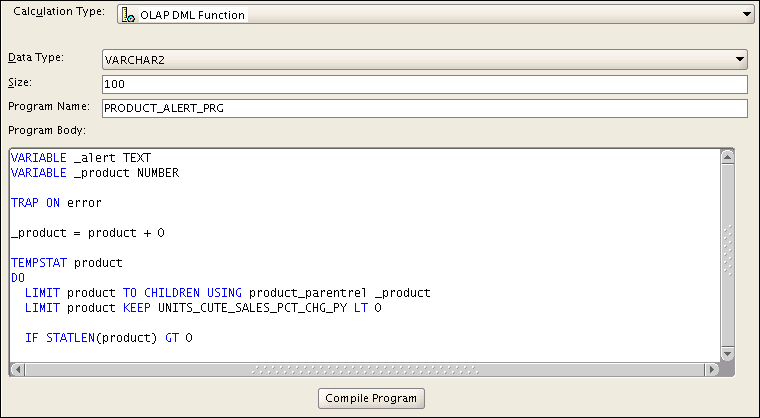 Calculation Type: OLAP DML Function
Data Type: VARCHAR2
Size: 100
Program Name: PRODUCT_ALERT_PRG
Program Body:
VARIABLE _alert TEXT
VARIABLE _product NUMBER
TRAP ON error
_product = product + 0
TEMPSTAT product
DO
LIMIT product TO CHILDREN USING product_parentrel _product
LIMIT product KEEP UNITS_CUTE_SALES_PCT_CHG_PY LT 0
IF STATLEN(product) GT 0
Compile Program